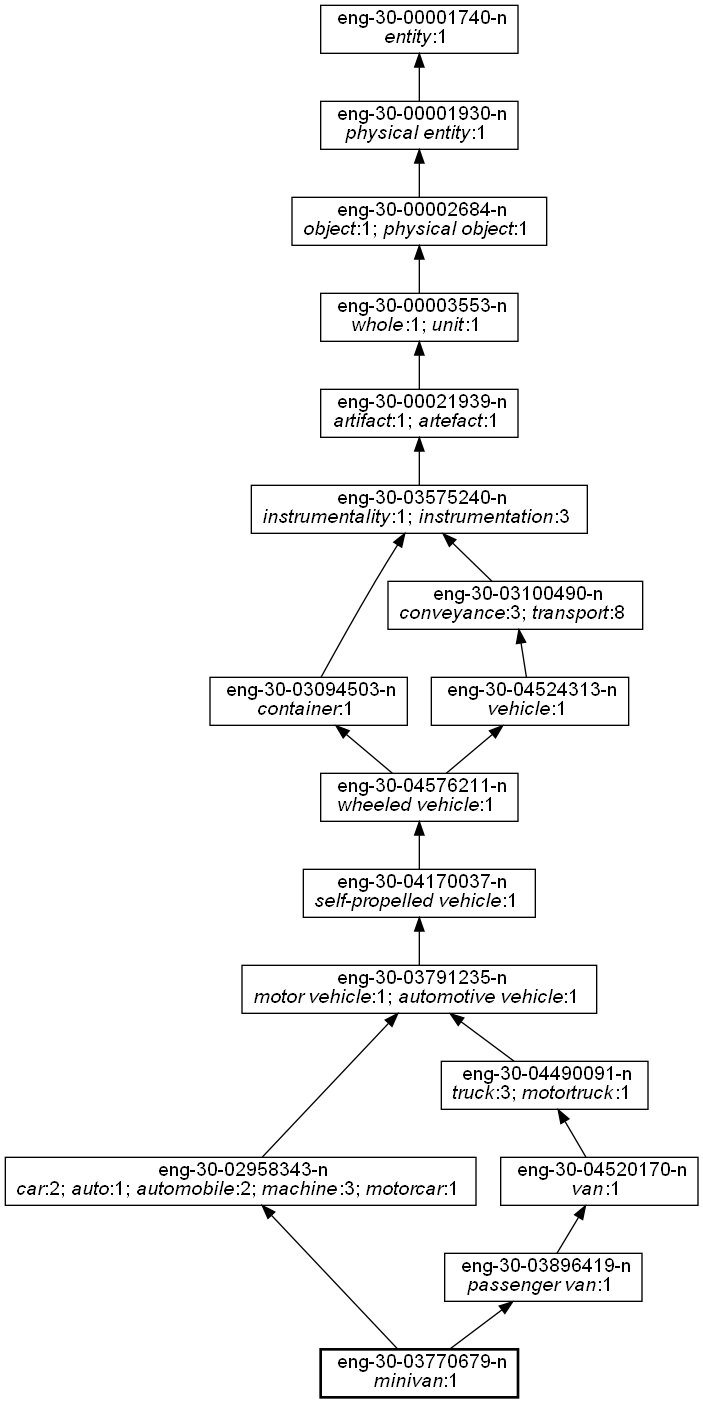 eng-30-00001740-n
entity:1
eng-30-00001930-n
physical entity:1
eng-30-00002684-n
object:1; physical object:1
eng-30-00003553-n
whole:1; unit:1
eng-30-00021939-n
artifact:1; artefact:1
eng-30-03575240-n
instrumentality:1; instrumentation:3
eng-30-03100490-n
conveyance:3; transport:8
eng-30-03094503-n
container:1
eng-30-04524313-n
vehicle:1
eng-30-04576211-n
wheeled vehicle:1
eng-30-04170037-n
self-propelled vehicle:1
eng-30-03791235-n
motor vehicle:1; automotive vehicle:1
eng-30-04490091-n
truck:3; motortruck:1
eng-30-02958343-n
car:2; auto:1; automobile:2; machine:3; motorcar:1
eng-30-04520170-n
van:1
eng-30-03896419-n
passenger van:1
eng-30-03770679-n
minivan:1